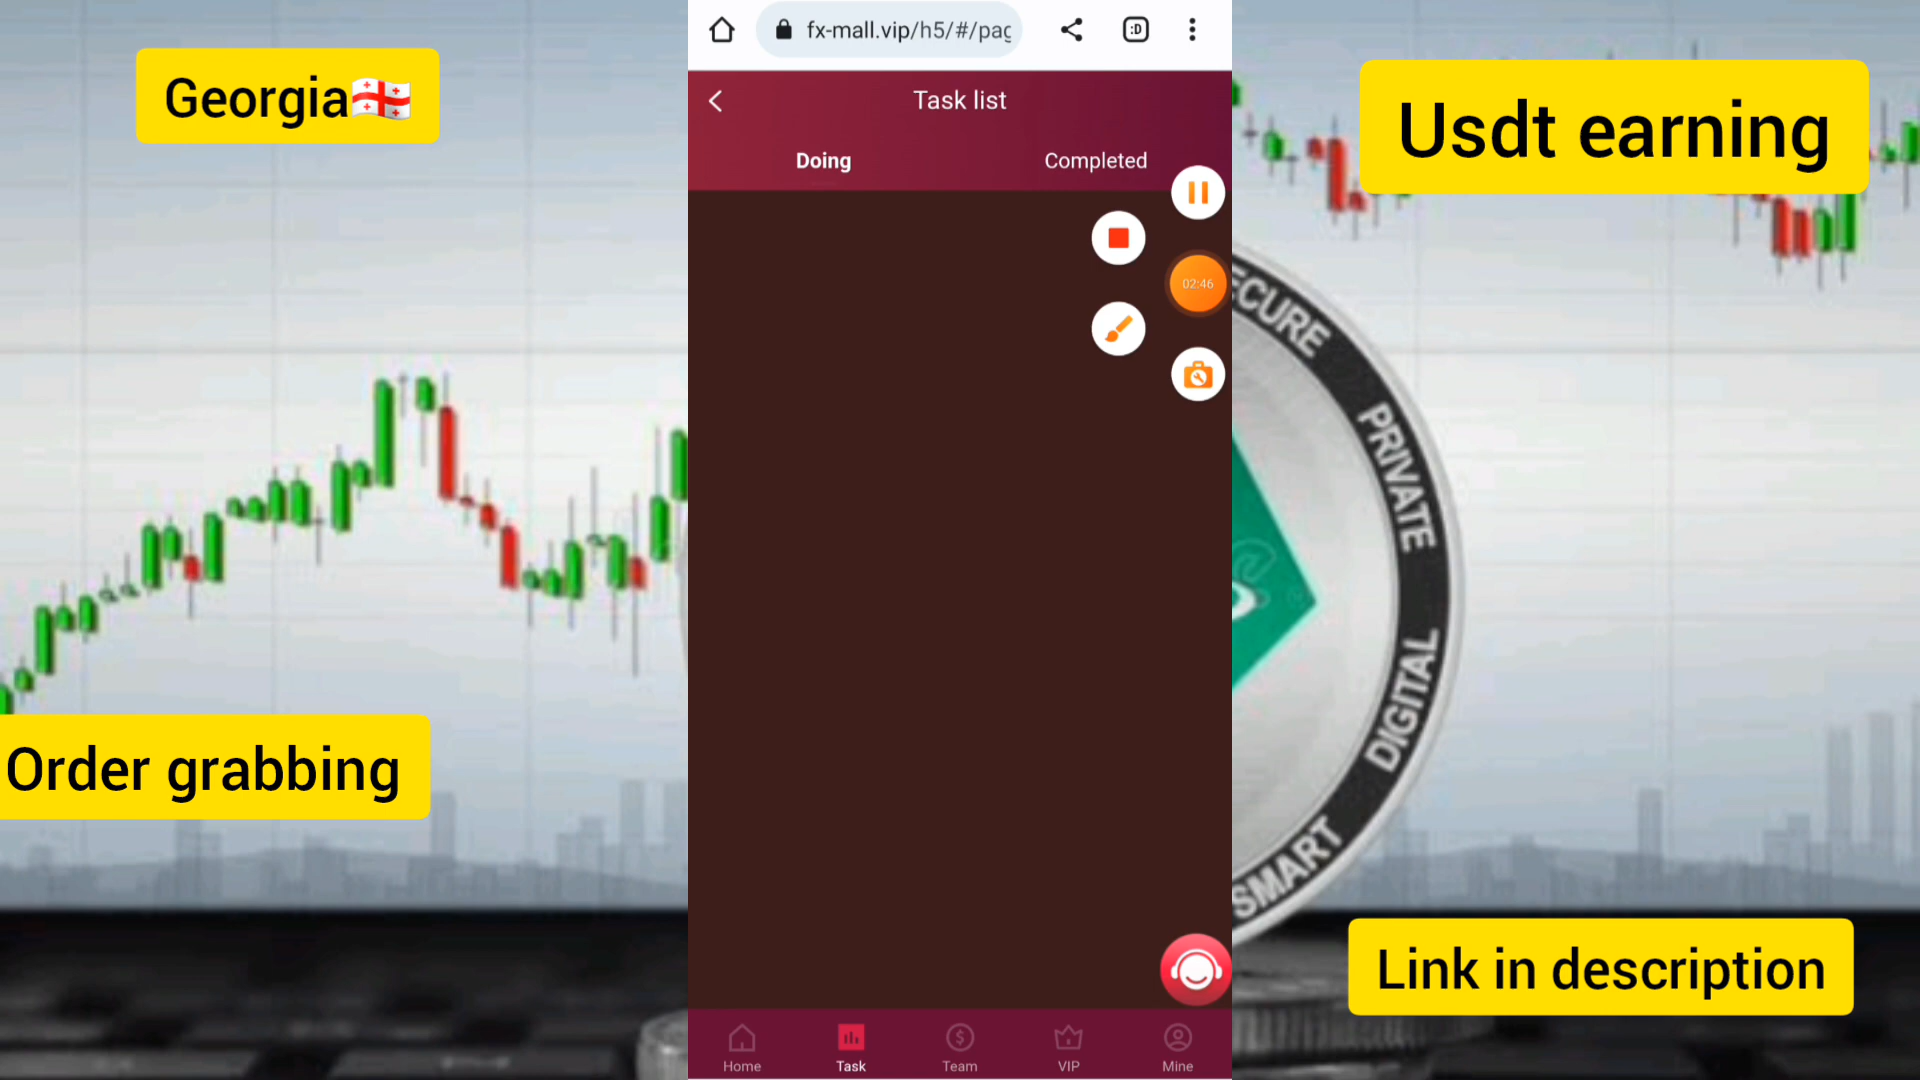 Georgia🇬🇪
fx-mall.vip/h5/#/pag
:D
Usdt earning
Task list
Doing
Completed
02:46
SECURE
PRIVATE
DIGITAL
SMART
Order grabbing
Link in description
Home
Task
Team
VIP
Mine